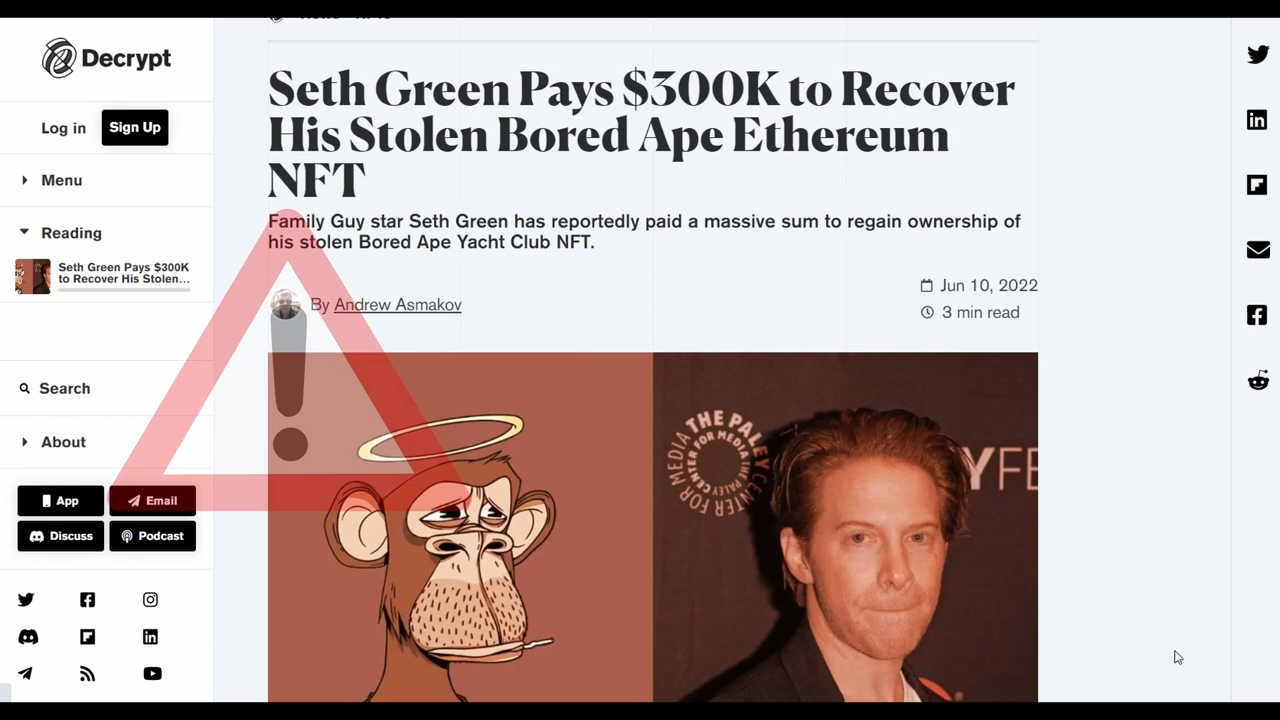 Decrypt
Log in
Sign Up
Menu
Reading
Seth Green Pays $300K
to Recover His Stolen...
Search
About
App
Email
Discuss
Podcast
Seth Green Pays $300K to Recover
His Stolen Bored Ape Ethereum
NFT
Family Guy star Seth Green has reportedly paid a massive sum to regain ownership of
his stolen Bored Ape Yacht Club NFT.
By Andrew Asmakov
Jun 10, 2022
3 min read
THE PALEY
CENTER FOR MEDIA
YFE